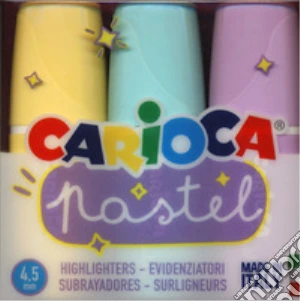 CARIOCA®
pastel
4.5
mm
HIGHLIGHTERS - EVIDENZIATORI
SUBRAYADORES - SURLIGNEURS
MADE IN
ITALY